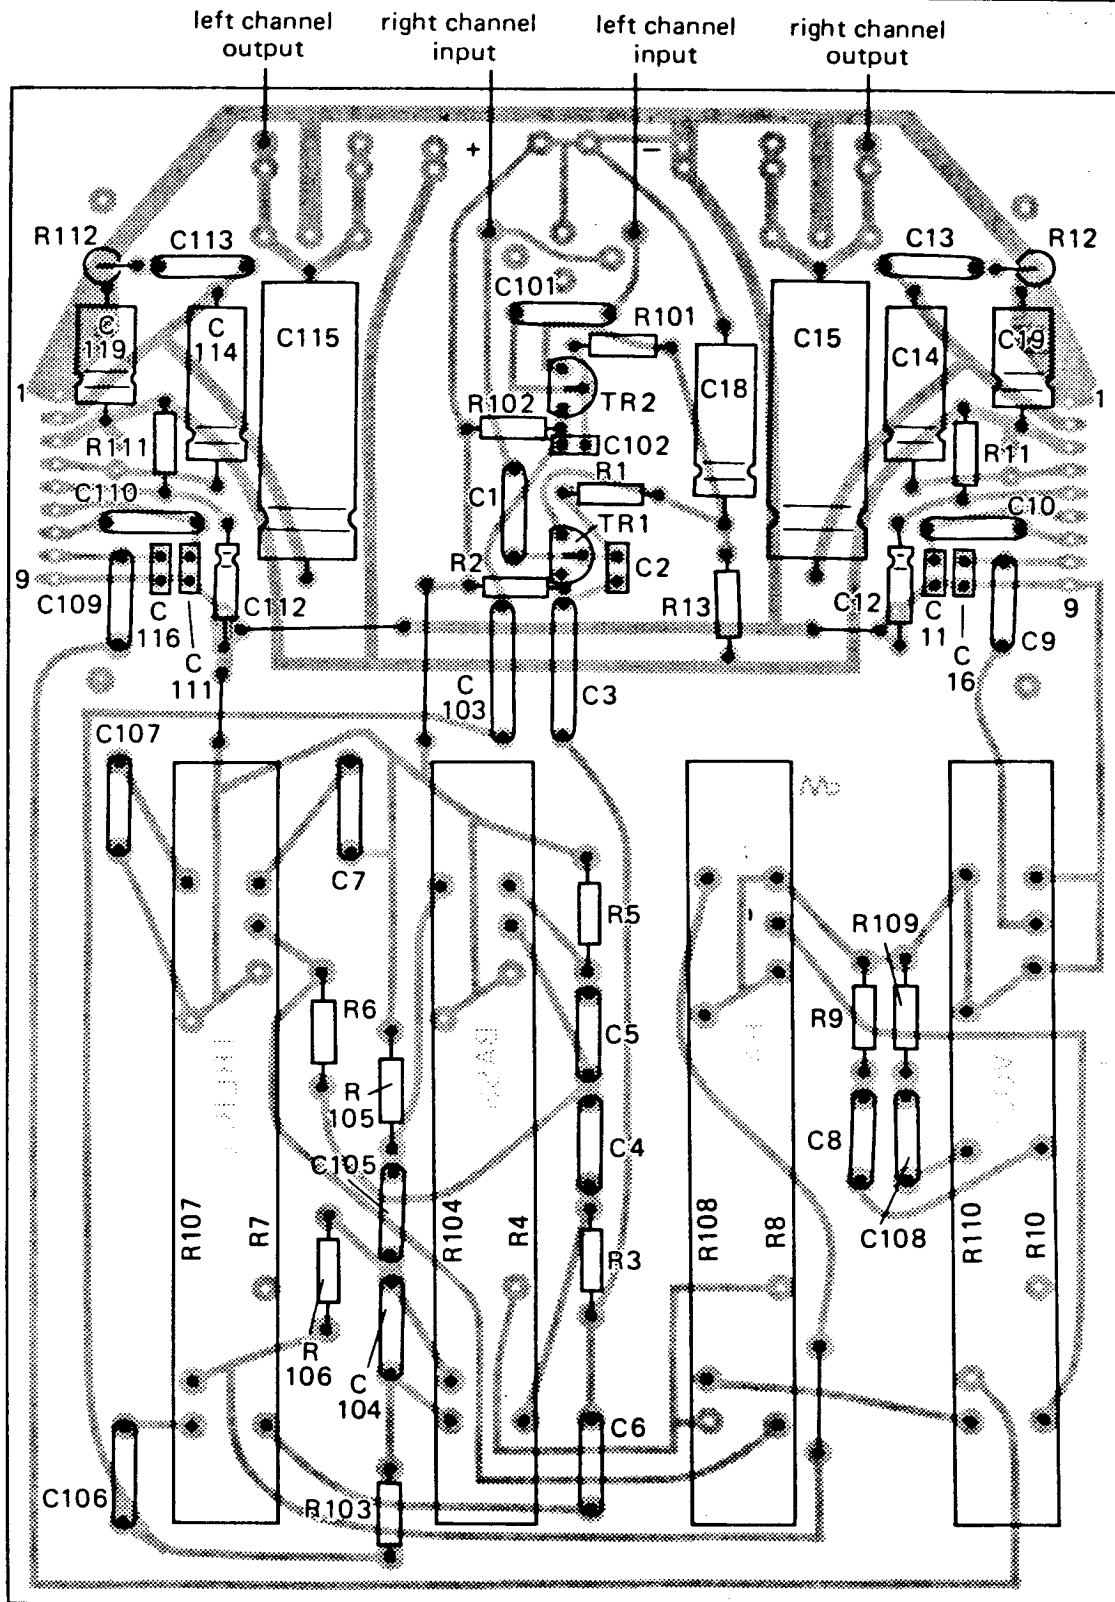 left channel
output
right channel
input
left channel
input
right channel
output
+
−
R112
C113
C13
R12
C101
R101
C
119
C
114
C115
C15
C14
C19
C18
1
1
R102
TR2
R111
C102
R11
C110
C1
R1
C10
TR1
R2
C2
9
C109
C
116
C
111
C112
R13
C12
C
11
C
16
C9
9
C
103
C3
C107
C7
R5
R109
R6
C5
R9
R
105
C4
C8
C105
R107
R7
R104
R4
R108
R8
C108
R110
R10
R3
R
106
C
104
C6
C106
R103